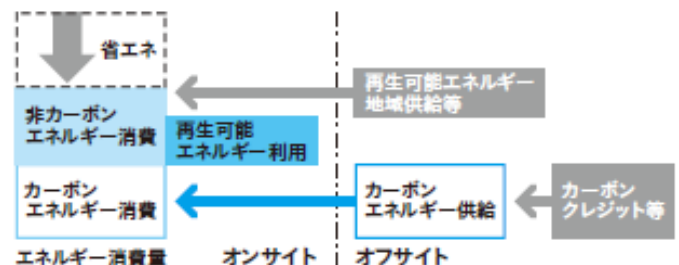 省エネ
再生可能エネルギー
地域供給等
非カーボン
エネルギー消費
再生可能
エネルギー利用
カーボン
エネルギー消費
カーボン
エネルギー供給
カーボン
クレジット等
エネルギー消費量
オンサイト
オフサイト